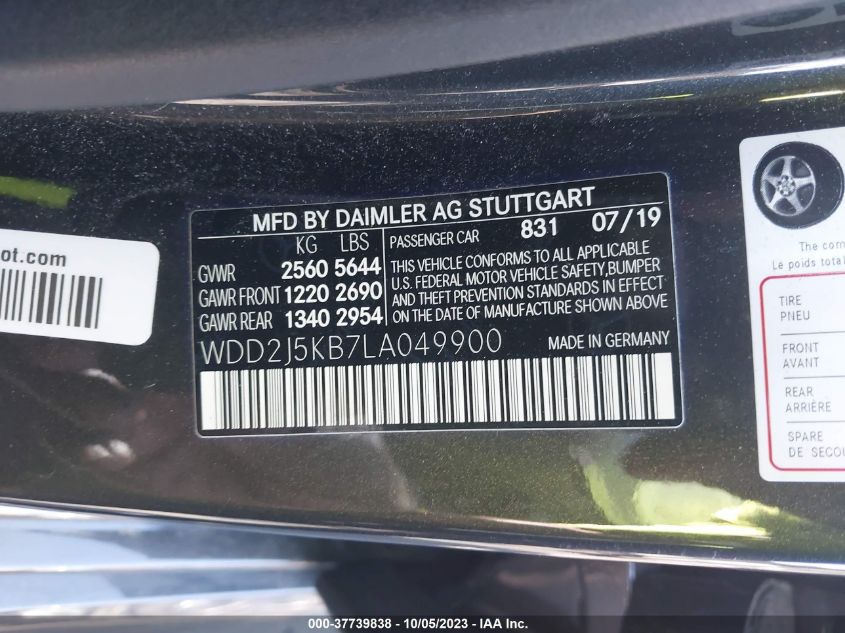 MFD BY DAIMLER AG STUTTGART
KG LBS PASSENGER CAR 831 07/19
GVWR 2560 5644
GAWR FRONT 1220 2690
GAWR REAR 1340 2954
THIS VEHICLE CONFORMS TO ALL APPLICABLE
U.S. FEDERAL MOTOR VEHICLE SAFETY,BUMPER
AND THEFT PREVENTION STANDARDS IN EFFECT
ON THE DATE OF MANUFACTURE SHOWN ABOVE
WDD2J5KB7LA049900 MADE IN GERMANY
ot.com
The com
Le poids total
TIRE
PNEU
FRONT
AVANT
REAR
ARRIÈRE
SPARE
DE SECOU
000-37739838 - 10/05/2023 - IAA Inc.